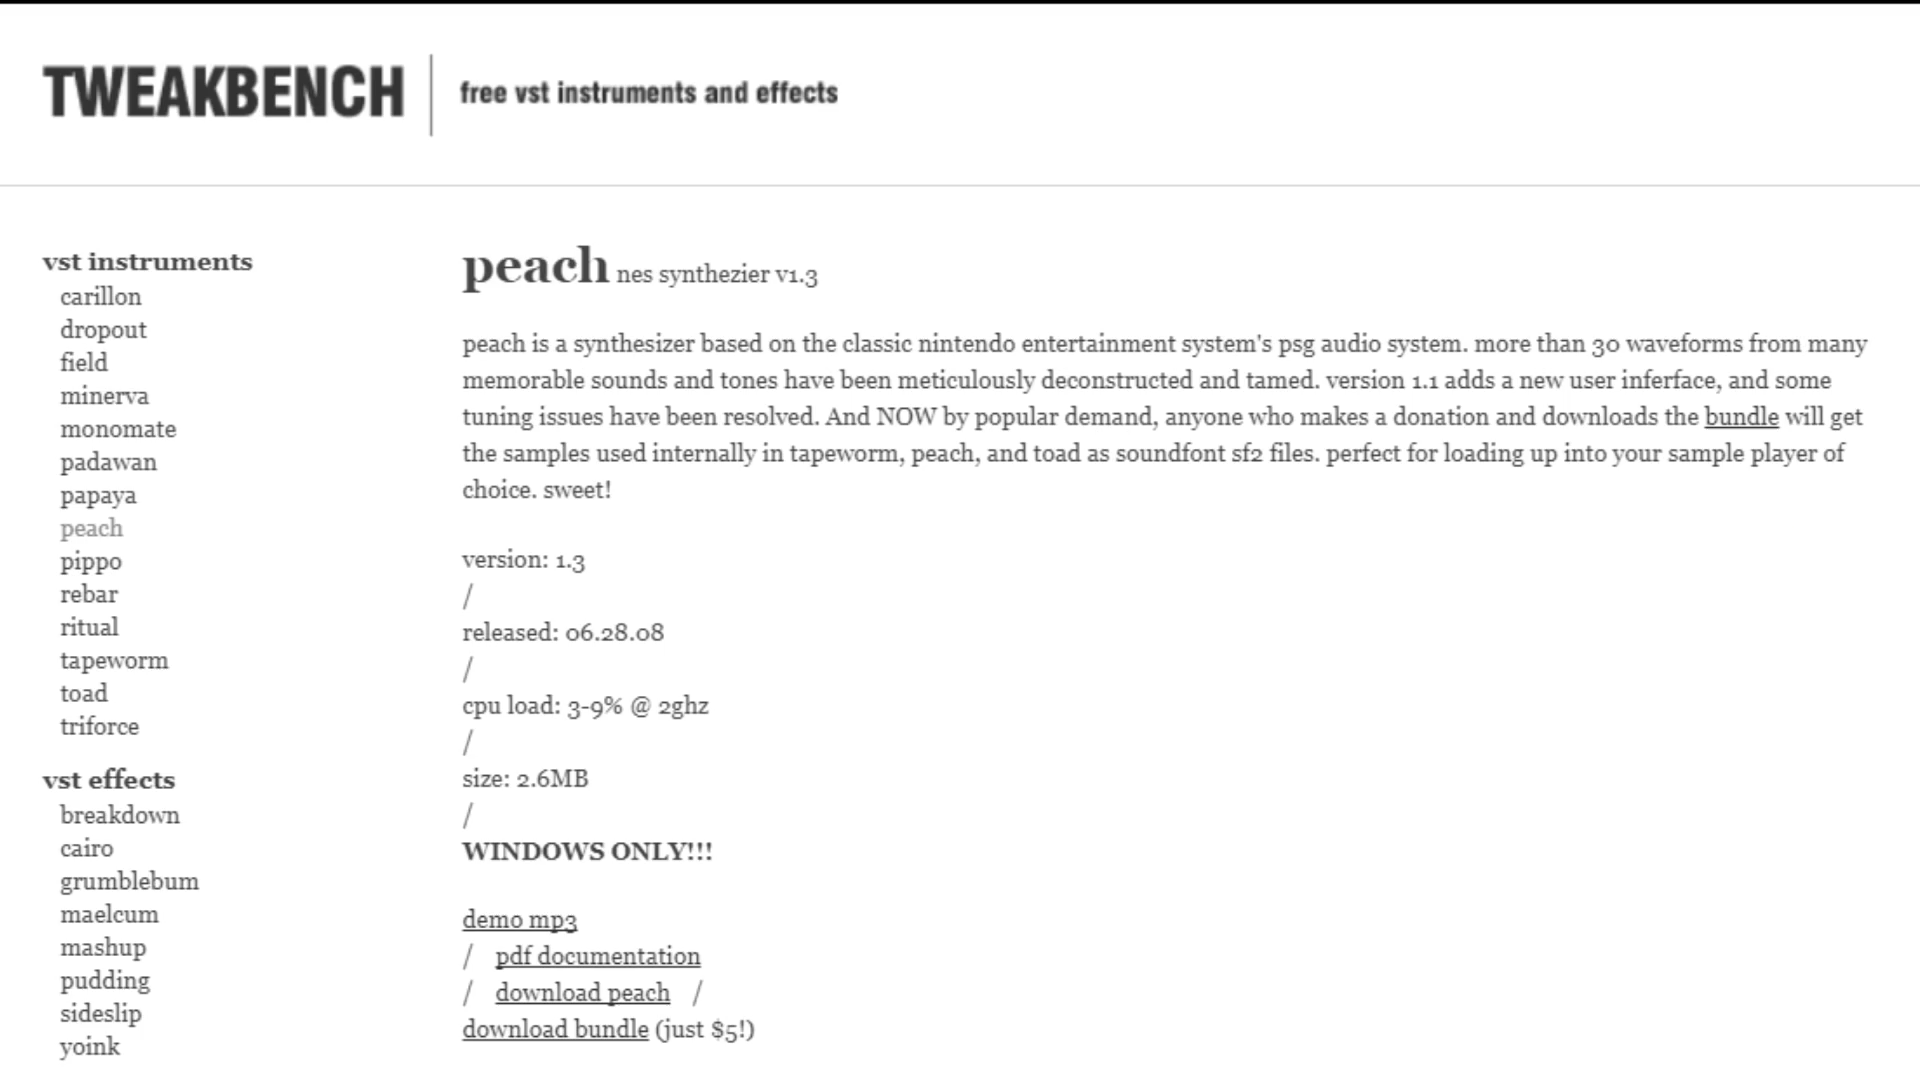 TWEAKBENCH
free vst instruments and effects
vst instruments
carillon
dropout
field
minerva
monomate
padawan
papaya
peach
pippo
rebar
ritual
tapeworm
toad
triforce
vst effects
breakdown
cairo
grumblebum
maelcum
mashup
pudding
sideslip
yoink
peach nes synthezier v1.3
peach is a synthesizer based on the classic nintendo entertainment system's psg audio system. more than 30 waveforms from many
memorable sounds and tones have been meticulously deconstructed and tamed. version 1.1 adds a new user inferface, and some
tuning issues have been resolved. And NOW by popular demand, anyone who makes a donation and downloads the bundle will get
the samples used internally in tapeworm, peach, and toad as soundfont sf2 files. perfect for loading up into your sample player of
choice. sweet!
version: 1.3
/
released: 06.28.08
/
cpu load: 3-9% @ 2ghz
/
size: 2.6MB
/
WINDOWS ONLY!!!
demo mp3
/ pdf documentation
/ download peach /
download bundle (just $5!)